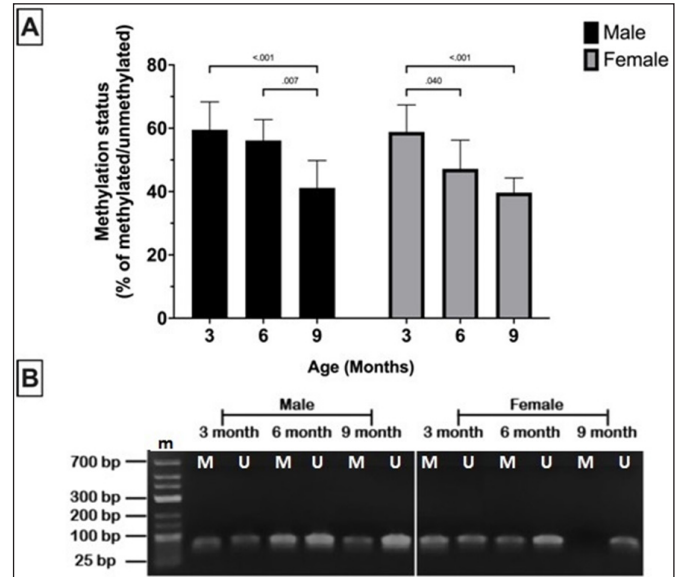 A
Male
Female
Methylation status
(% of methylated/unmethylated)
80
60
40
20
0
<.001
.007
<.001
.040
3 6 9 3 6 9
Age (Months)
B
Male Female
3 month 6 month 9 month 3 month 6 month 9 month
m
M U M U M U M U M U M U
700 bp
300 bp
200 bp
100 bp
25 bp